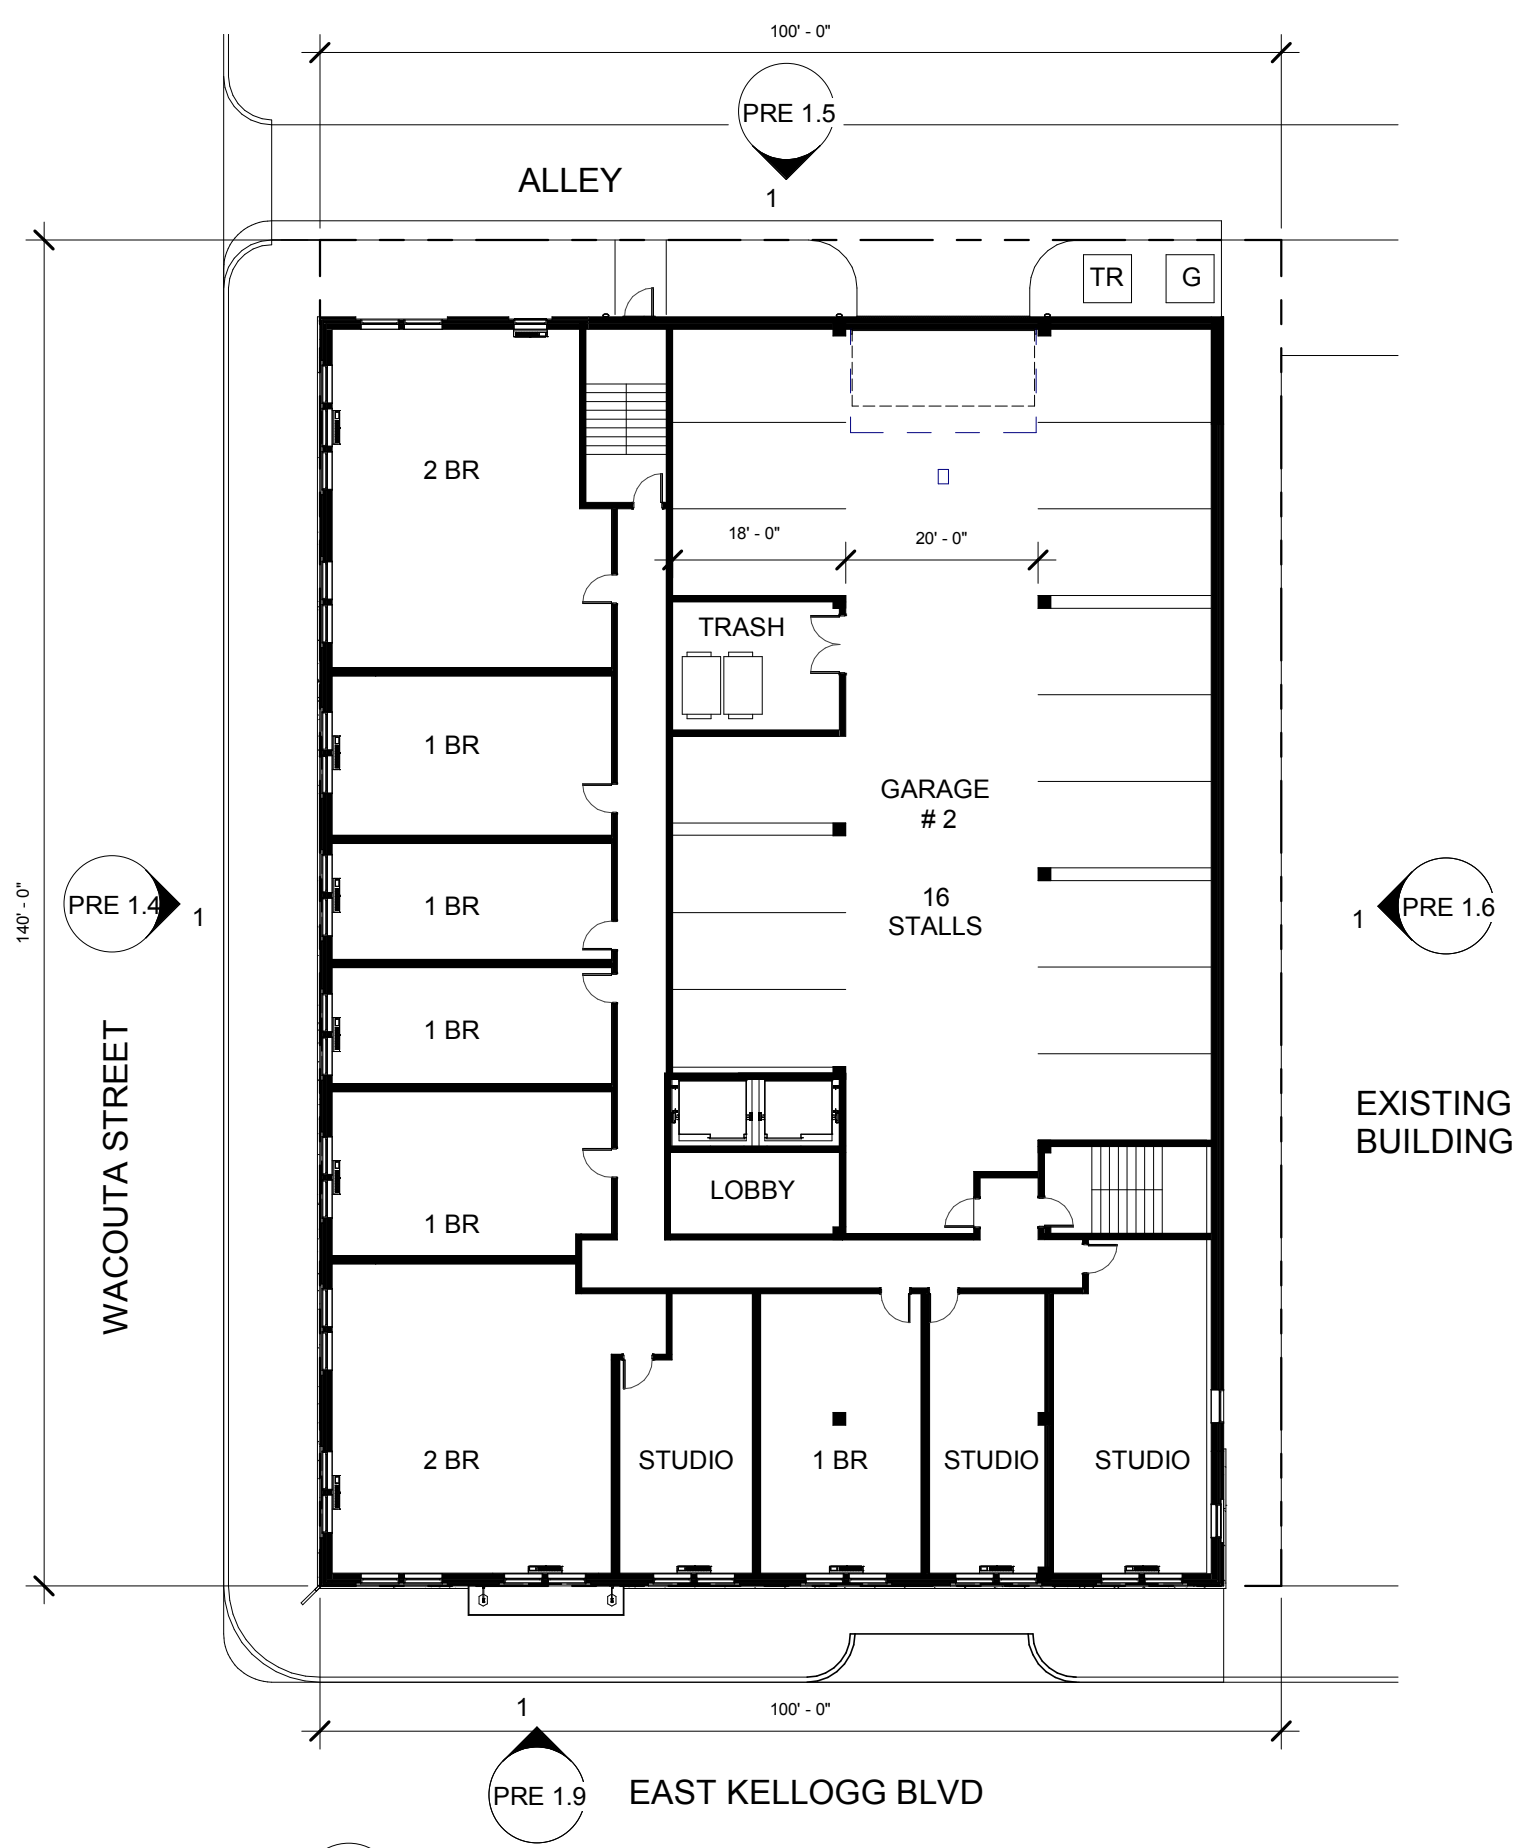 100' - 0"
PRE 1.5
ALLEY
1
TR
G
2 BR
18' - 0"
20' - 0"
TRASH
1 BR
GARAGE
# 2
140' - 0"
PRE 1.4
1
1 BR
16
STALLS
1
PRE 1.6
WACOUTA STREET
1 BR
EXISTING
BUILDING
LOBBY
1 BR
2 BR
STUDIO
1 BR
STUDIO
STUDIO
1
100' - 0"
PRE 1.9
EAST KELLOGG BLVD